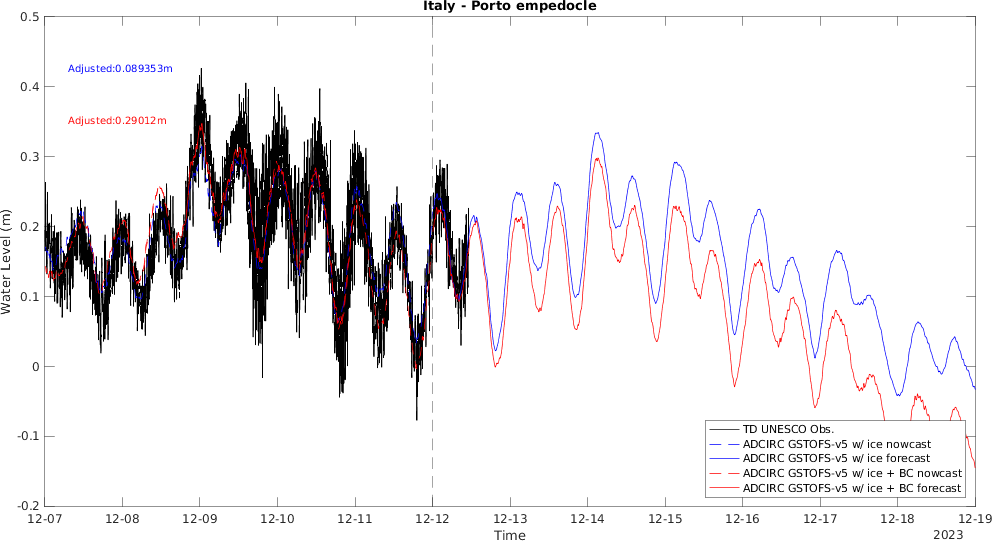 Italy - Porto empedocle
Water Level (m)
0.5
0.4
0.3
0.2
0.1
0
-0.1
-0.2
Adjusted:0.089353m
Adjusted:0.29012m
TD UNESCO Obs.
ADCIRC GSTOFS-v5 w/ ice nowcast
ADCIRC GSTOFS-v5 w/ ice forecast
ADCIRC GSTOFS-v5 w/ ice + BC nowcast
ADCIRC GSTOFS-v5 w/ ice + BC forecast
12-07 12-08 12-09 12-10 12-11 12-12 12-13 12-14 12-15 12-16 12-17 12-18 12-19
Time
2023